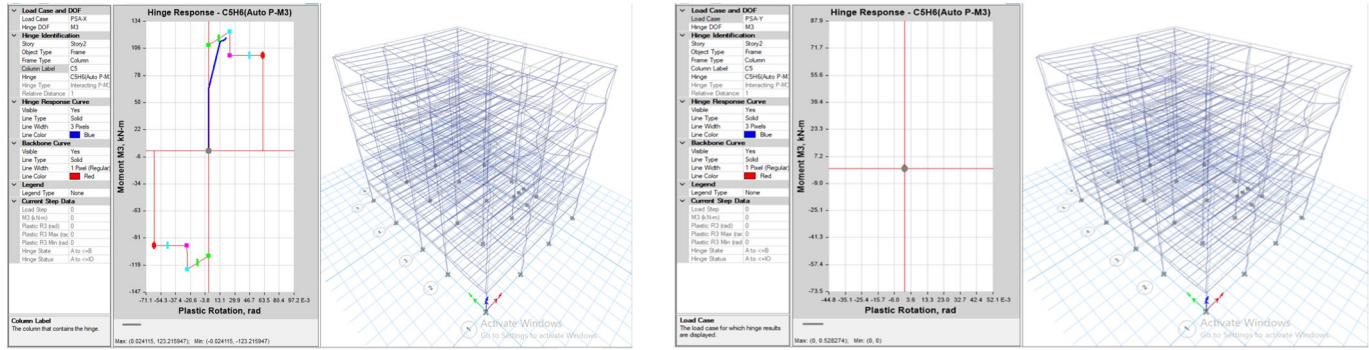 Load Case and DOF
Load Case PSA-X
Hinge DOF M3
Hinge Identification
Story Story2
Object Type Frame
Frame Type Column
Column Label C5
Hinge C5H6(Auto P-M3
Hinge Type Interacting P-M
Relative Distance 1
Hinge Response Curve
Visible Yes
Line Type Solid
Line Width 3 Pixels
Line Color Blue
Backbone Curve
Visible Yes
Line Type Solid
Line Width 1 Pixel (Regular
Line Color Red
Legend
Legend Type None
Current Step Data
Load Step 0
M3 (kN-m) 0
Plastic R3 (rad) 0
Plastic R3 Max (rad 0
Plastic R3 Min (rad 0
Hinge State A to <=B
Hinge Status A to <=IO
Column Label
The column that contains the hinge.
Hinge Response - C5H6(Auto P-M3)
Moment M3, kN-m
134
106
78
50
22
-6
-34
-63
-91
-119
-147
-71.1 -54.3 -37.4 -20.6 -3.8 13.1 29.9 46.7 63.5 80.4 97.2 E-3
Plastic Rotation, rad
Max: (0.024115, 123.215947); Min: (-0.024115, -123.215947)
4
3
2
1
Activate Windows
Go to Settings to activate Windows.
Load Case and DOF
Load Case PSA-Y
Hinge DOF M3
Hinge Identification
Story Story2
Object Type Frame
Frame Type Column
Column Label C5
Hinge C5H6(Auto P-M3
Hinge Type Interacting P-M
Relative Distance 1
Hinge Response Curve
Visible Yes
Line Type Solid
Line Width 3 Pixels
Line Color Blue
Backbone Curve
Visible Yes
Line Type Solid
Line Width 1 Pixel (Regular
Line Color Red
Legend
Legend Type None
Current Step Data
Load Step 0
M3 (kN-m) 0
Plastic R3 (rad) 0
Plastic R3 Max (rad 0
Plastic R3 Min (rad 0
Hinge State A to <=B
Hinge Status A to <=IO
Load Case
The load case for which hinge results
are displayed.
Hinge Response - C5H6(Auto P-M3)
Moment M3, kN-m
87.9
71.7
55.6
39.4
23.3
7.2
-9.0
-25.1
-41.3
-57.4
-73.5
-44.8 -35.1 -25.4 -15.7 -6.0 3.6 13.3 23.0 32.7 42.4 52.1 E-3
Plastic Rotation, rad
Max: (0, 0.528274); Min: (0, 0)
4
3
2
1
Activate Windows
Go to Settings to activate Windows.